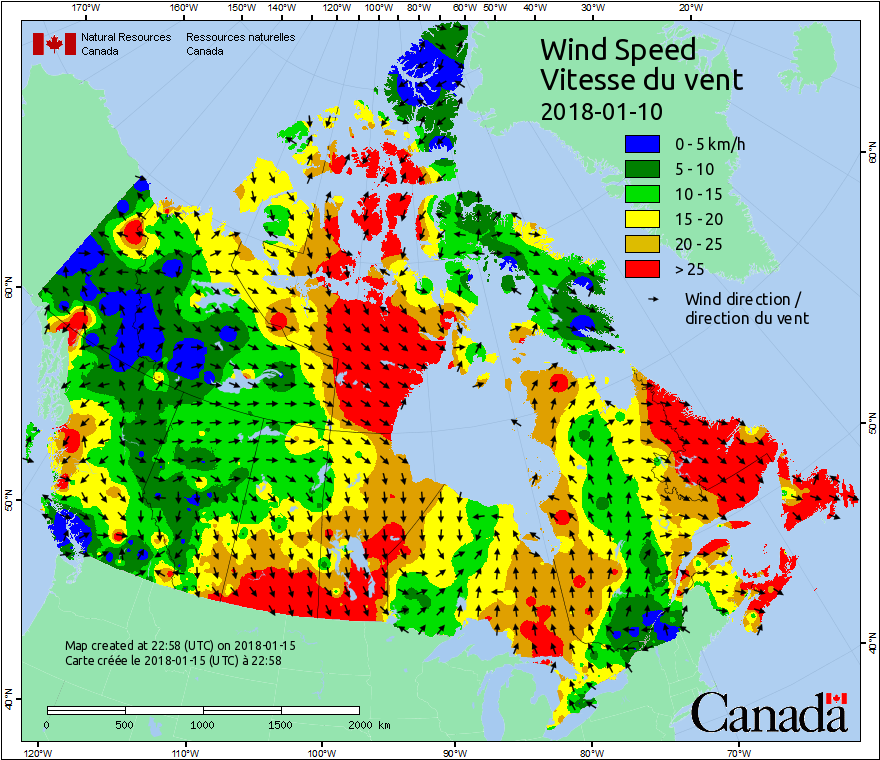 170°W 160°W 150°W 140°W 130°W 120°W 110°W 100°W 90°W 80°W 70°W 60°W 50°W 40°W 30°W 20°W
Natural Resources Ressources naturelles
Canada Canada
Wind Speed
Vitesse du vent
2018-01-10
0 - 5 km/h
5 - 10
10 - 15
15 - 20
20 - 25
> 25
Wind direction /
direction du vent
60°N
60°N
50°N
50°N
40°N
40°N
Map created at 22:58 (UTC) on 2018-01-15
Carte créée le 2018-01-15 (UTC) à 22:58
0 500 1000 1500 2000 km
Canada
120°W 110°W 100°W 90°W 80°W 70°W